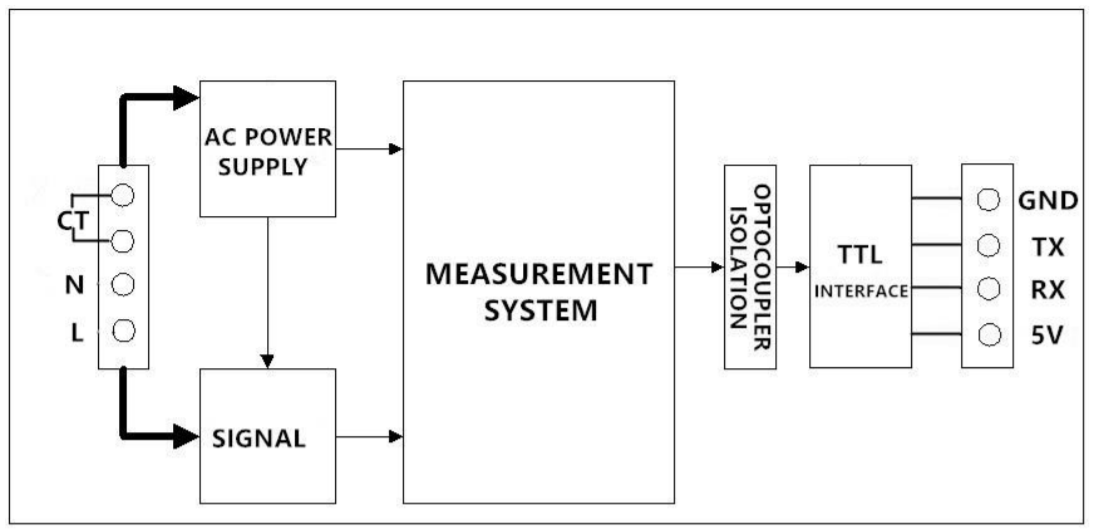 AC POWER
SUPPLY
CT
N
L
SIGNAL
MEASUREMENT
SYSTEM
OPTOCOUPLER
ISOLATION
TTL
INTERFACE
GND
TX
RX
5V